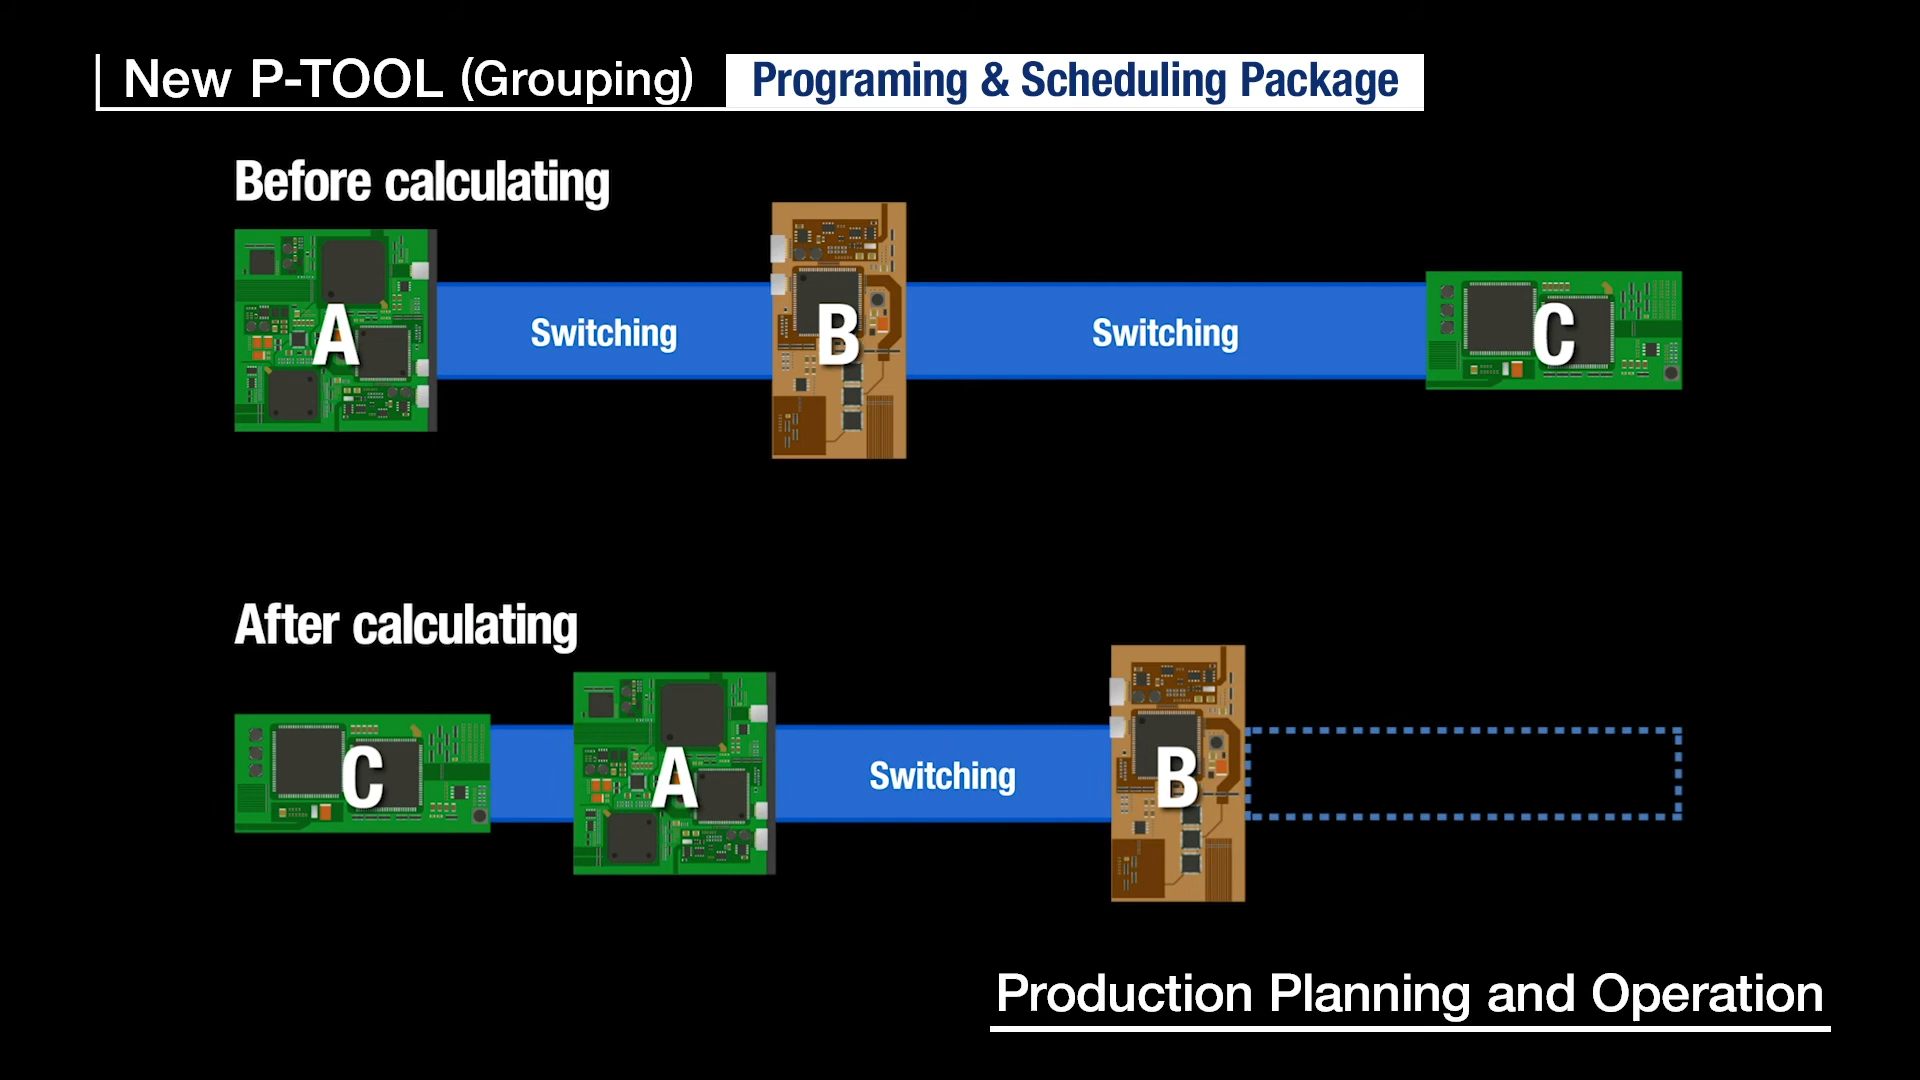 New P-TOOL (Grouping) Programing & Scheduling Package
Before calculating
A Switching B Switching C
After calculating
C A Switching B
Production Planning and Operation